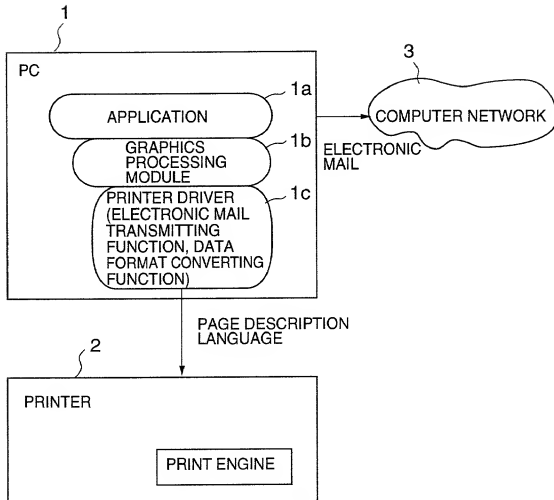 1
PC
1a
APPLICATION
1b
GRAPHICS
PROCESSING
MODULE
1c
PRINTER DRIVER
(ELECTRONIC MAIL
TRANSMITTING
FUNCTION, DATA
FORMAT CONVERTING
FUNCTION)
3
COMPUTER NETWORK
ELECTRONIC
MAIL
PAGE DESCRIPTION
LANGUAGE
2
PRINTER
PRINT ENGINE